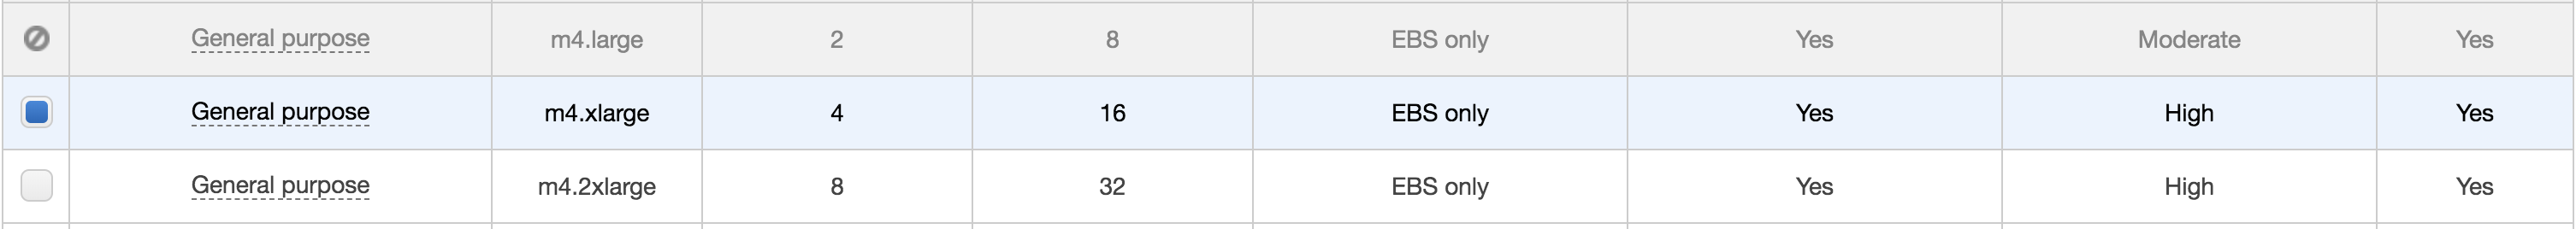 General purpose m4.large 2 8 EBS only Yes Moderate Yes
General purpose m4.xlarge 4 16 EBS only Yes High Yes
General purpose m4.2xlarge 8 32 EBS only Yes High Yes